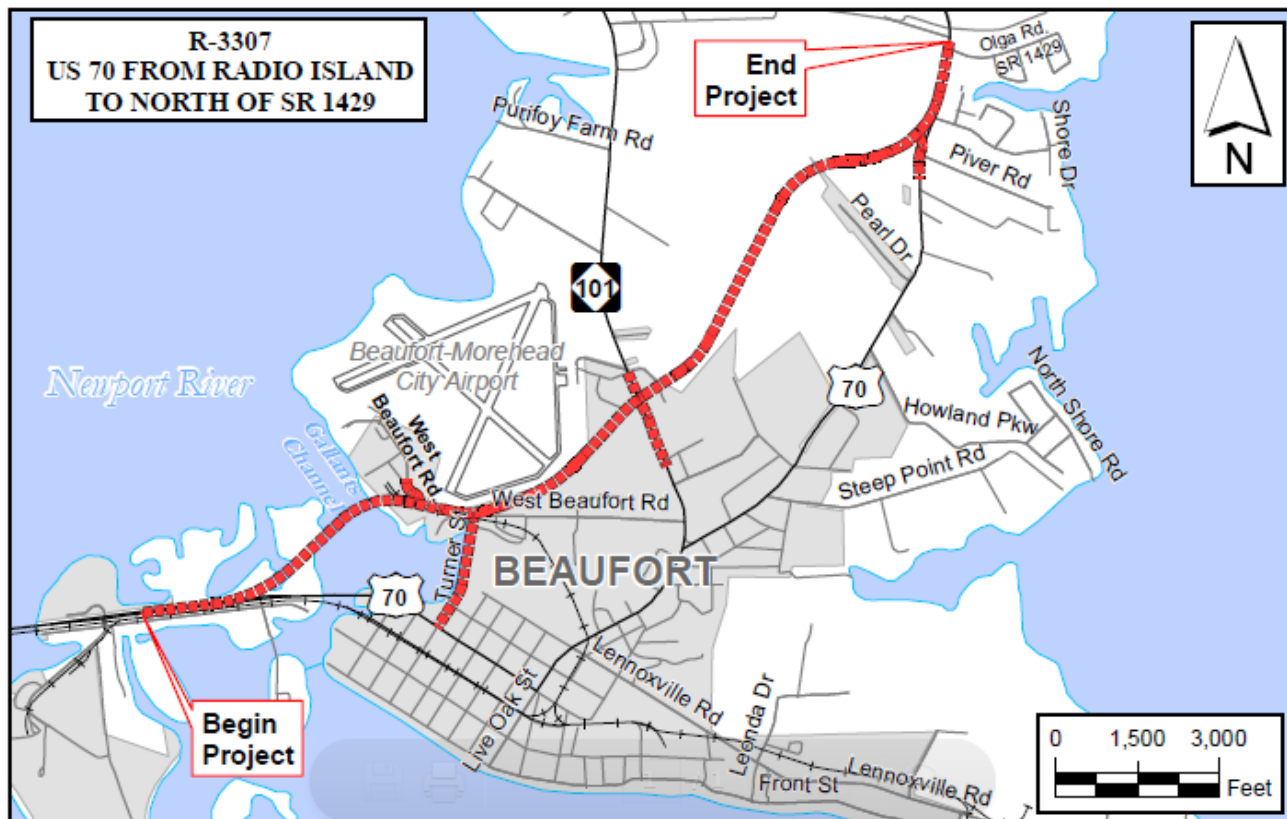 R-3307
US 70 FROM RADIO ISLAND
TO NORTH OF SR 1429
End
Project
Olga Rd.
SR 1429
N
Purifoy Farm Rd
Shore Dr
Piver Rd
Pearl Dr
101
Beaufort-Morehead
City Airport
Newport River
70
North Shore Rd
Howland Pkw
West
Beaufort Rd
Gallants
Channel
Steep Point Rd
West Beaufort Rd
Turner St
BEAUFORT
70
Lennoxville Rd
Live Oak St
Leonda Dr
Begin
Project
Front St
Lennoxville Rd
0 1,500 3,000
Feet